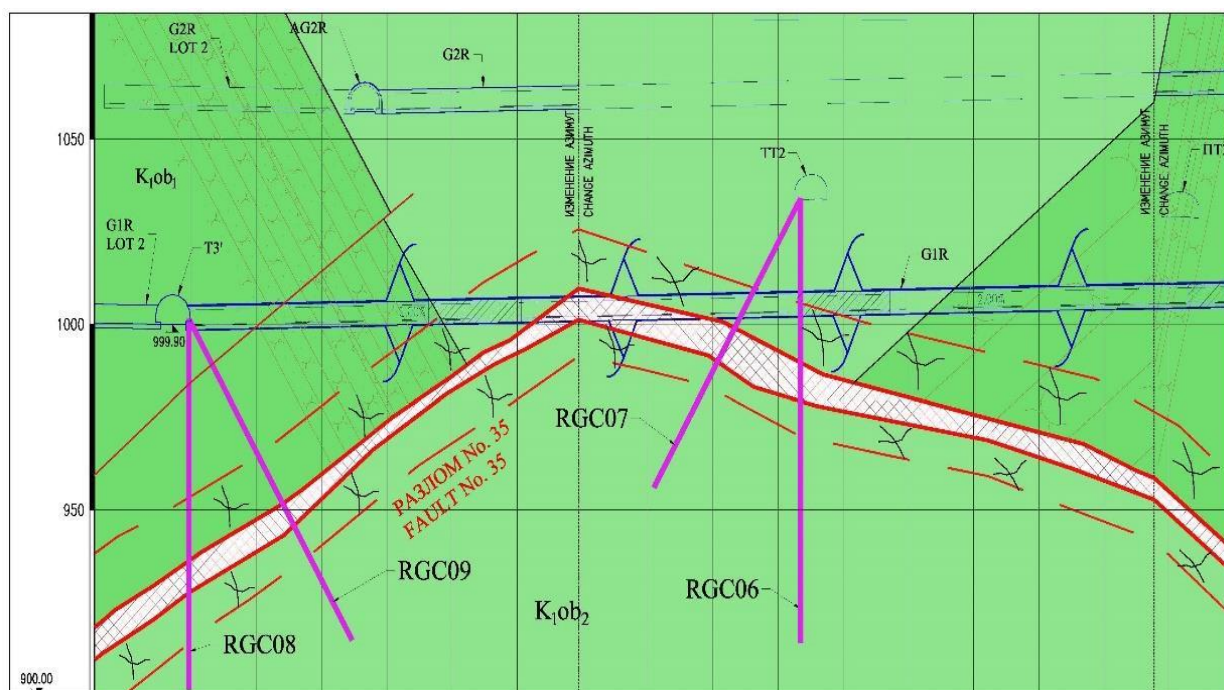 G2R
LOT 2
AG2R
G2R
1050
ИЗМЕНЕНИЕ АЗИМУТ
CHANGE AZIMUTH
TT2
ИЗМЕНЕНИЕ АЗИМУТ
CHANGE AZIMUTH
K₁ob₁
G1R
LOT 2
T3'
G1R
1000
999.90
2.00%
RGC07
РАЗЛОМ No. 35
FAULT No. 35
950
RGC09
RGC06
K₁ob₂
RGC08
900.00